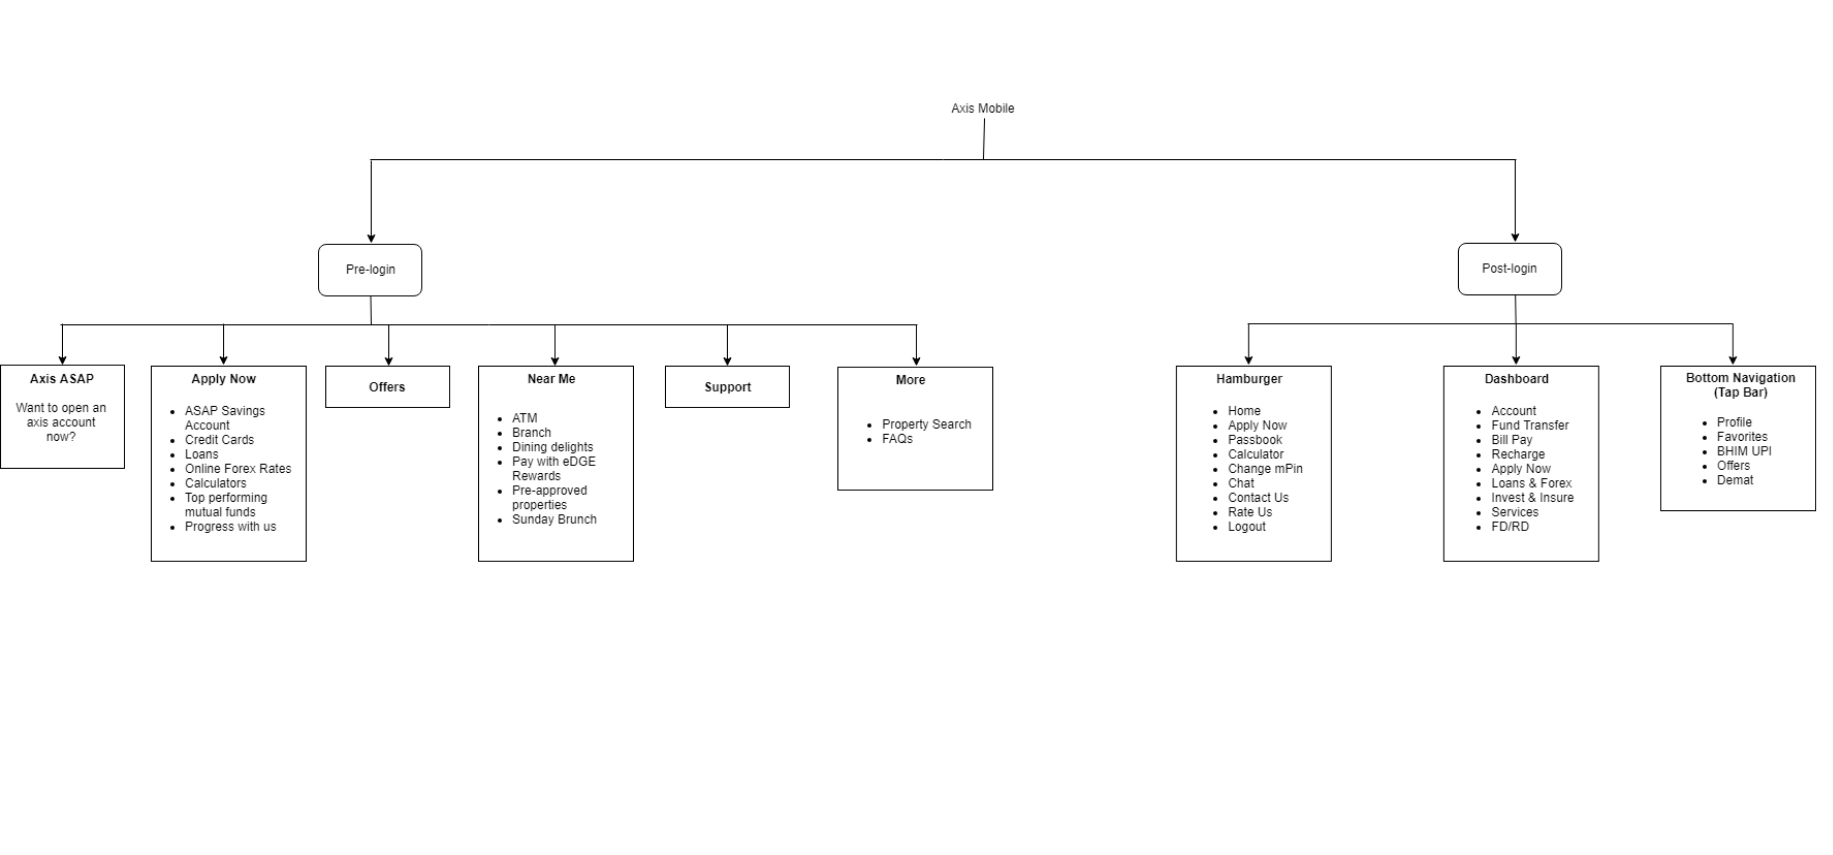 Axis Mobile
Pre-login
Post-login
Axis ASAP
Want to open an
axis account
now?
Apply Now
ASAP Savings
Account
Credit Cards
Loans
Online Forex Rates
Calculators
Top performing
mutual funds
Progress with us
Offers
Near Me
ATM
Branch
Dining delights
Pay with eDGE
Rewards
Pre-approved
properties
Sunday Brunch
Support
More
Property Search
FAQs
Hamburger
Home
Apply Now
Passbook
Calculator
Change mPin
Chat
Contact Us
Rate Us
Logout
Dashboard
Account
Fund Transfer
Bill Pay
Recharge
Apply Now
Loans & Forex
Invest & Insure
Services
FD/RD
Bottom Navigation
(Tap Bar)
Profile
Favorites
BHIM UPI
Offers
Demat